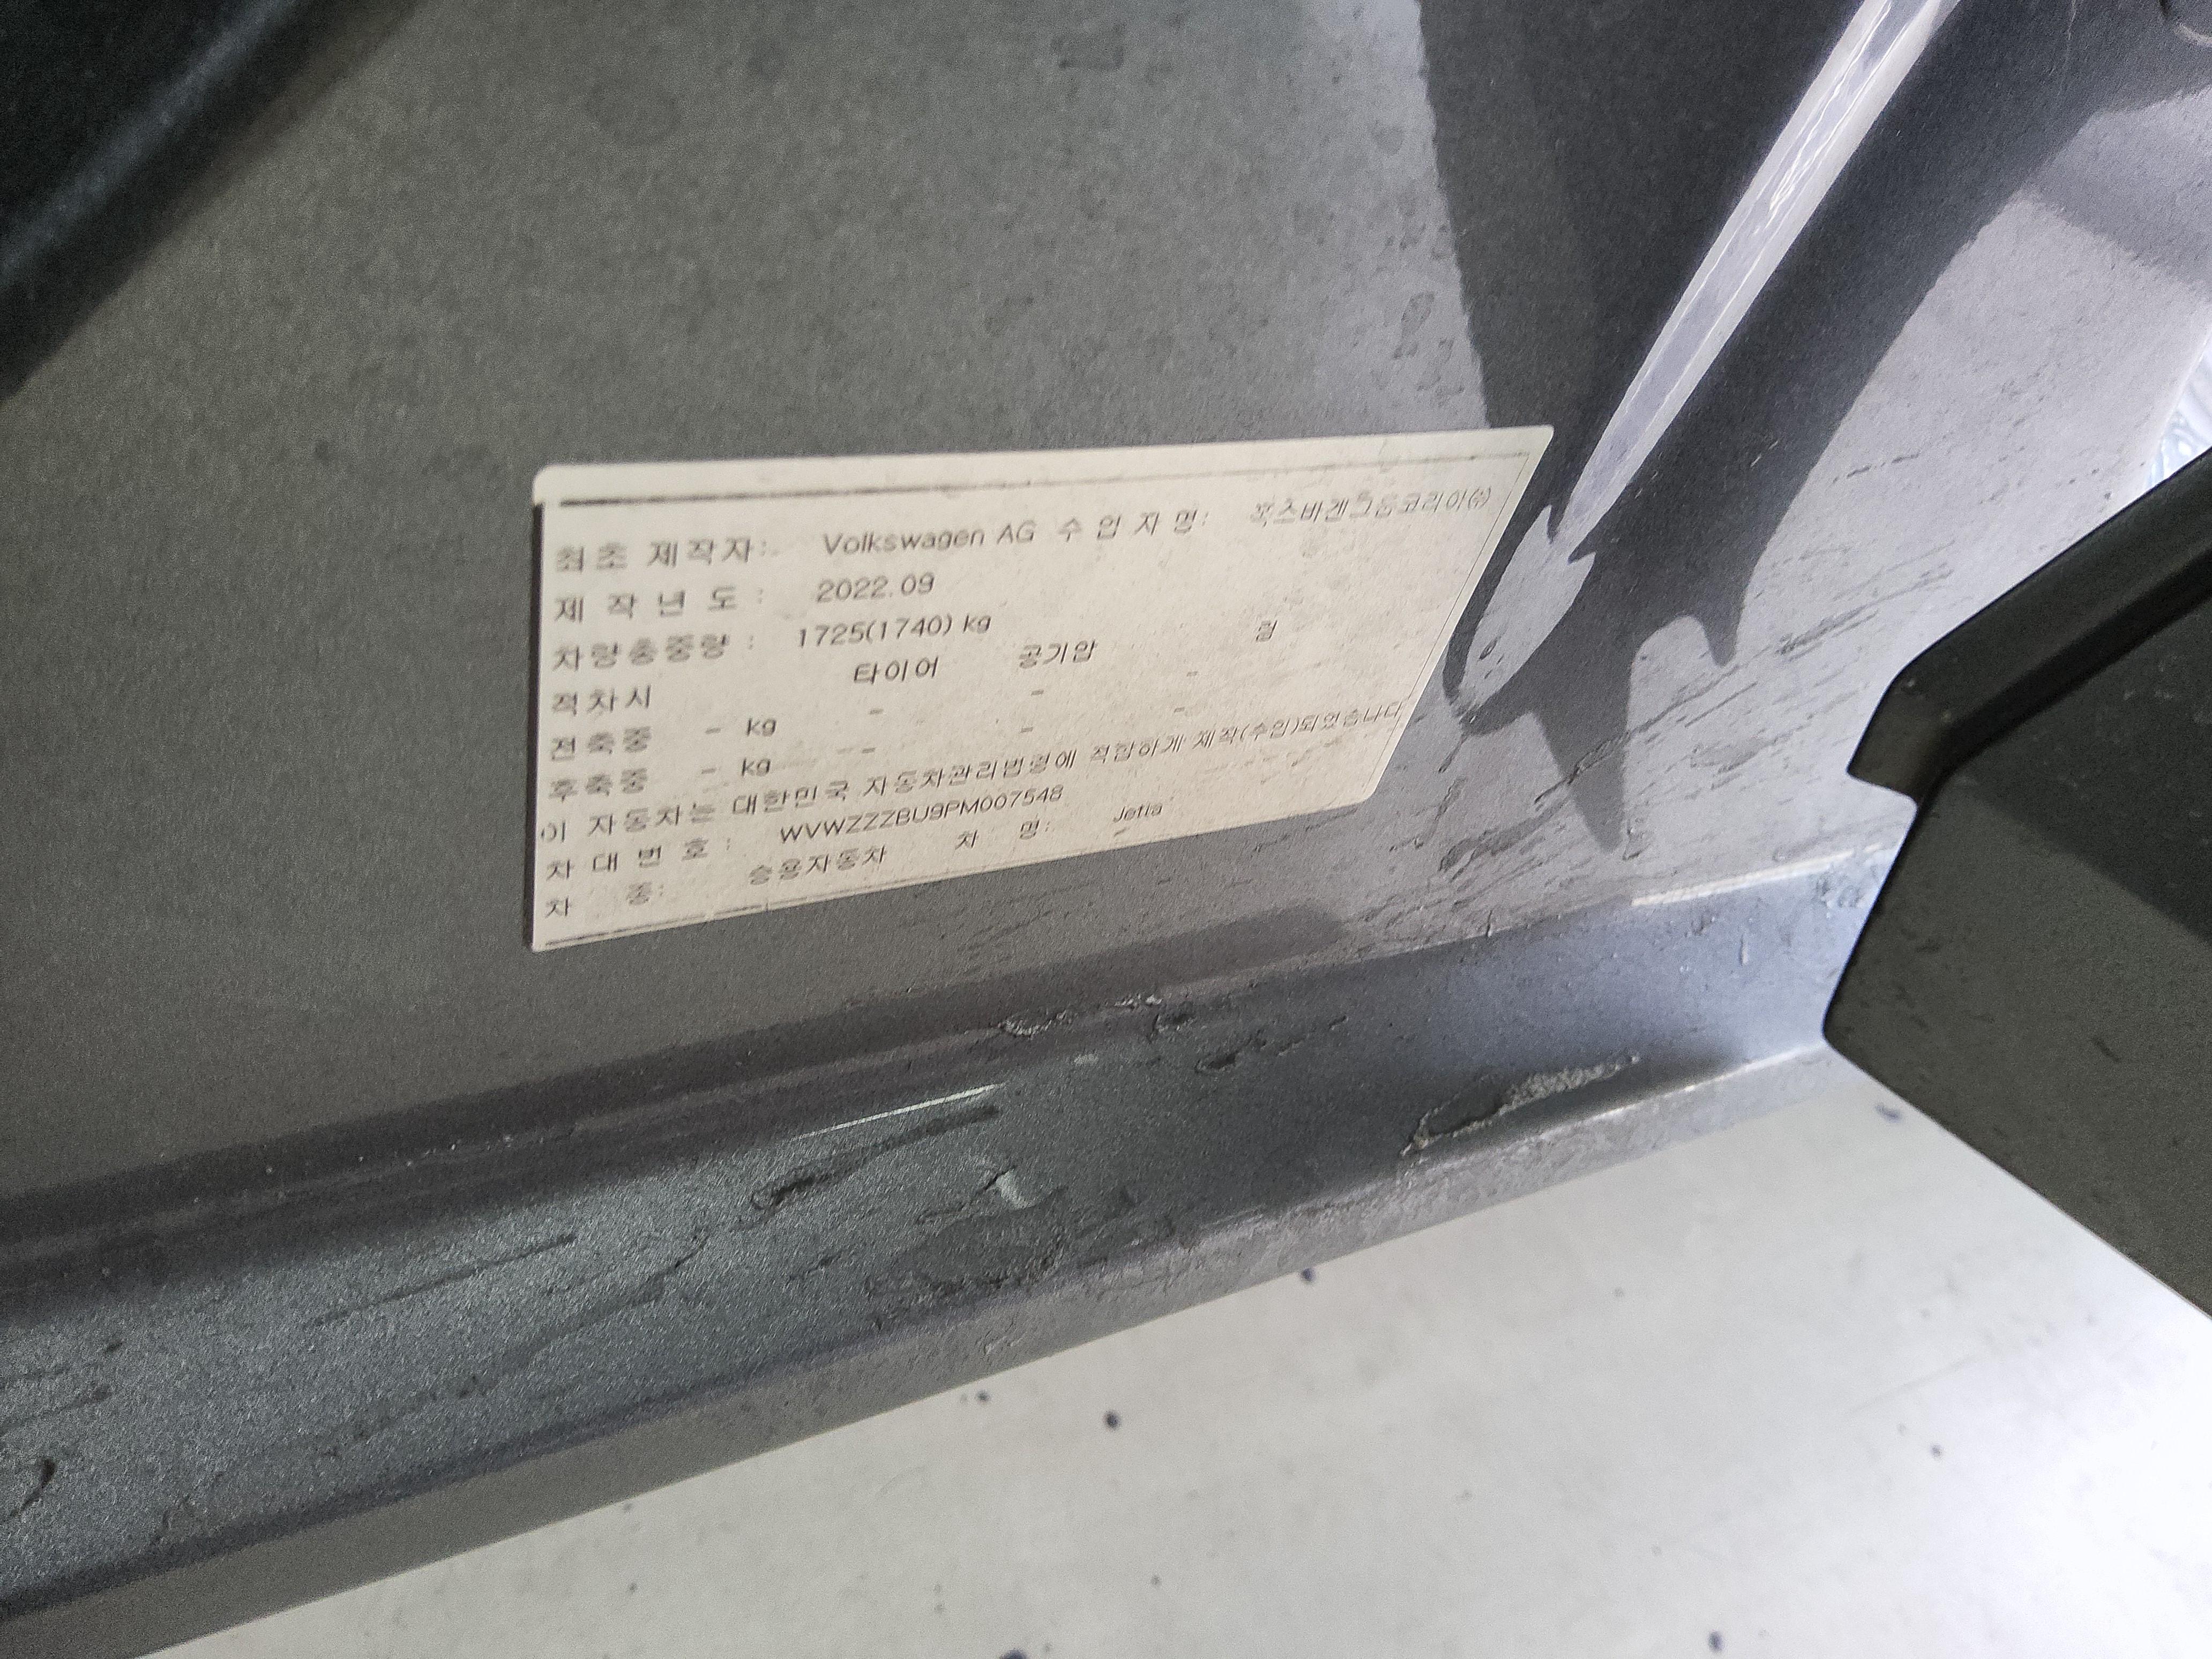 최초 제작자: Volkswagen AG 수 입 자 명: 폭스바겐그룹코리아(주)
제 작 년 도 : 2022.09
차량총중량 : 1725(1740) kg
적차시 타이어 공기압 림
전축중 - kg - - -
후축중 - kg -- - -
이 자동차는 대한민국 자동차관리법령에 적합하게 제작(수입)되었습니다
차 대 번 호 : WVWZZZBU9PM007548
차 종: 승용자동차 차 명: Jetta